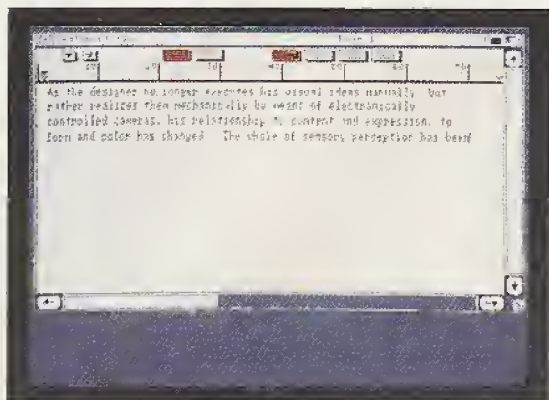 As the designer no longer executes his visual ideas manually, but
rather realizes them mechanically by means of electronically
controlled cameras, his relationship to content and expression, to
form and color has changed. The whole of sensory perception has been